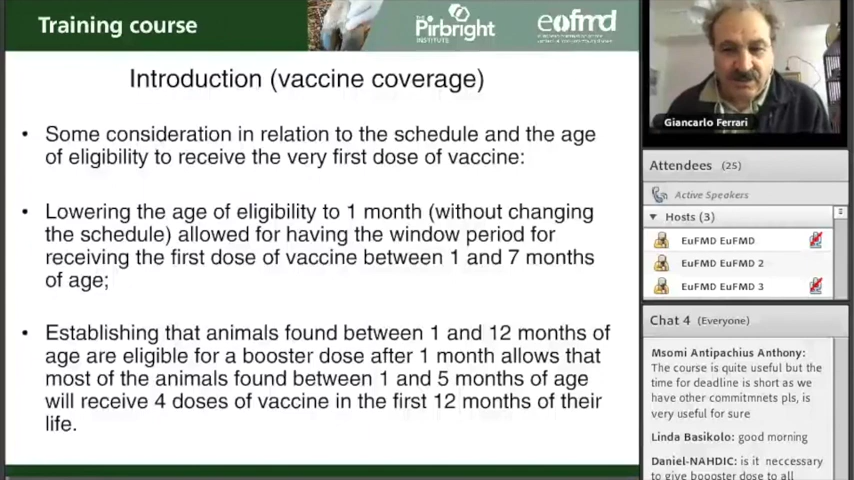 Training course
THE Pirbright INSTITUTE
eofmd
Introduction (vaccine coverage)
• Some consideration in relation to the schedule and the age
of eligibility to receive the very first dose of vaccine:
• Lowering the age of eligibility to 1 month (without changing
the schedule) allowed for having the window period for
receiving the first dose of vaccine between 1 and 7 months
of age;
• Establishing that animals found between 1 and 12 months of
age are eligible for a booster dose after 1 month allows that
most of the animals found between 1 and 5 months of age
will receive 4 doses of vaccine in the first 12 months of their
life.
Giancarlo Ferrari
Attendees (25)
Active Speakers
Hosts (3)
EuFMD EuFMD
EuFMD EuFMD 2
EuFMD EuFMD 3
Chat 4 (Everyone)
Msomi Antipachius Anthony:
The course is quite useful but the
time for deadline is short as we
have other commitmnets pls, is
very useful for sure
Linda Basikolo: good morning
Daniel-NAHDIC: is it neccessary
to give boooster dose to all